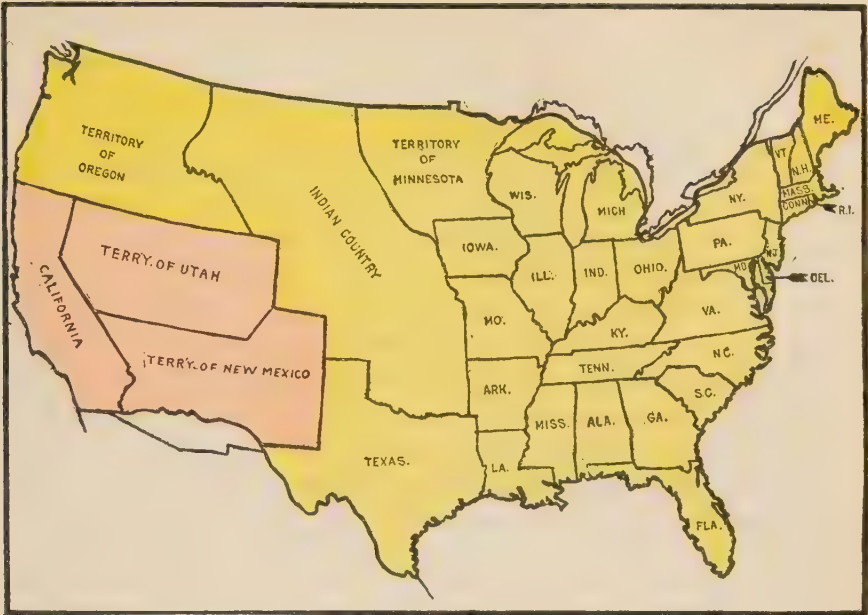 TERRITORY
OF
OREGON
INDIAN COUNTRY
TERRITORY
OF
MINNESOTA
WIS.
MICH
ME.
VT.
N.H.
MASS.
CONN.
R.I.
NY.
PA.
N.J.
MD.
DEL.
CALIFORNIA
TERRY. OF UTAH
TERRY. OF NEW MEXICO
IOWA.
ILL.
IND.
OHIO.
VA.
MO.
KY.
N.C.
TENN.
S.C.
ARK.
MISS.
ALA.
GA.
TEXAS.
LA.
FLA.